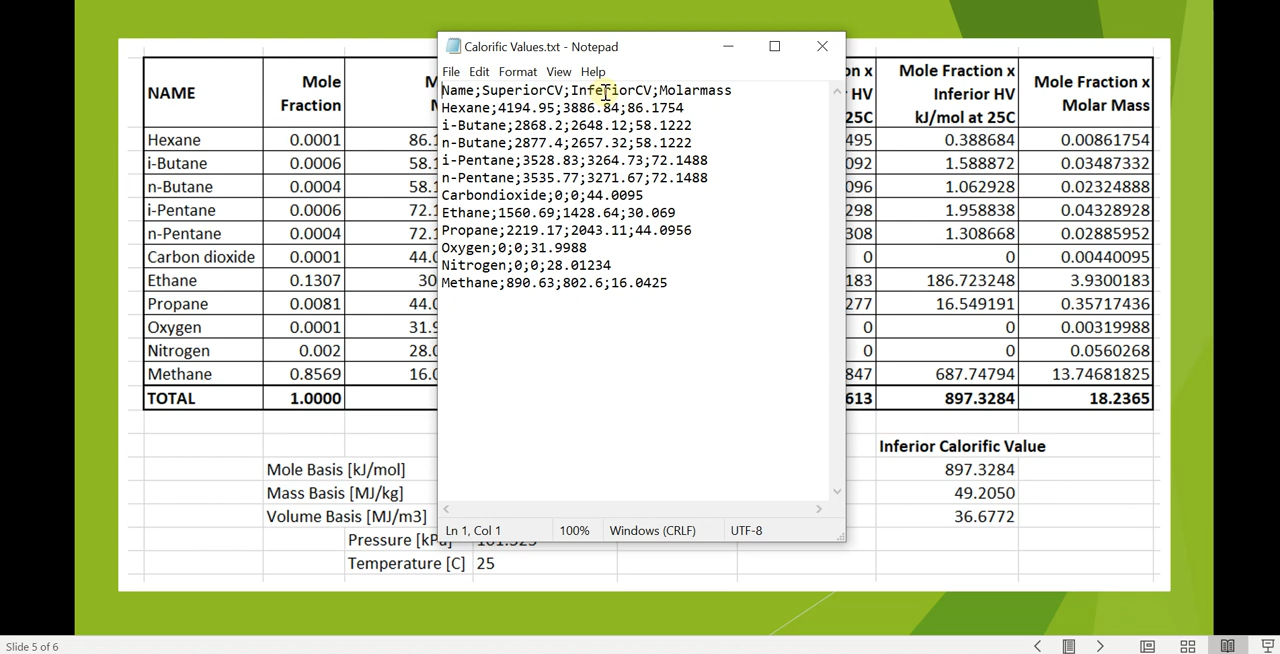 Calorific Values.txt - Notepad
File Edit Format View Help
Name;SuperiorCV;InferiorCV;Molarmass
Hexane;4194.95;3886.84;86.1754
i-Butane;2868.2;2648.12;58.1222
n-Butane;2877.4;2657.32;58.1222
i-Pentane;3528.83;3264.73;72.1488
n-Pentane;3535.77;3271.67;72.1488
Carbondioxide;0;0;44.0095
Ethane;1560.69;1428.64;30.069
Propane;2219.17;2043.11;44.0956
Oxygen;0;0;31.9988
Nitrogen;0;0;28.01234
Methane;890.63;802.6;16.0425
Ln 1, Col 1 100% Windows (CRLF) UTF-8
NAME Mole Fraction Mole Fraction x Inferior HV kJ/mol at 25C Mole Fraction x Molar Mass
Hexane 0.0001 0.388684 0.00861754
i-Butane 0.0006 1.588872 0.03487332
n-Butane 0.0004 1.062928 0.02324888
i-Pentane 0.0006 1.958838 0.04328928
n-Pentane 0.0004 1.308668 0.02885952
Carbon dioxide 0.0001 0 0 0.00440095
Ethane 0.1307 186.723248 3.9300183
Propane 0.0081 16.549191 0.35717436
Oxygen 0.0001 0 0 0.00319988
Nitrogen 0.002 0 0 0.0560268
Methane 0.8569 687.74794 13.74681825
TOTAL 1.0000 897.3284 18.2365
Inferior Calorific Value
Mole Basis [kJ/mol] 897.3284
Mass Basis [MJ/kg] 49.2050
Volume Basis [MJ/m3] 36.6772
Pressure [kPa]
Temperature [C] 25
Slide 5 of 6